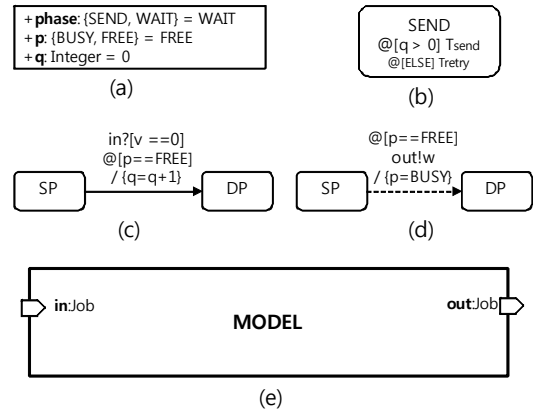 +phase: {SEND, WAIT} = WAIT
+p: {BUSY, FREE} = FREE
+q: Integer = 0
(a)
SEND
@[q > 0] Tsend
@[ELSE] Tretry
(b)
in?[v ==0]
@[p==FREE]
/ {q=q+1}
SP
DP
(c)
@[p==FREE]
out!w
/ {p=BUSY}
SP
DP
(d)
in:Job
MODEL
out:Job
(e)